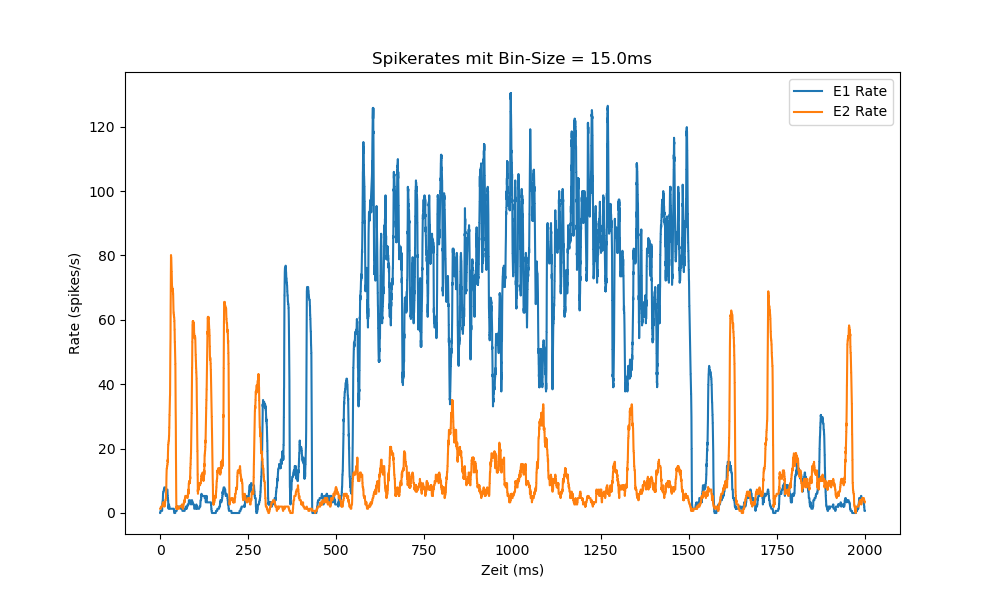 Spikerates mit Bin-Size = 15.0ms
E1 Rate
E2 Rate
Rate (spikes/s)
120
100
80
60
40
20
0
0 250 500 750 1000 1250 1500 1750 2000
Zeit (ms)